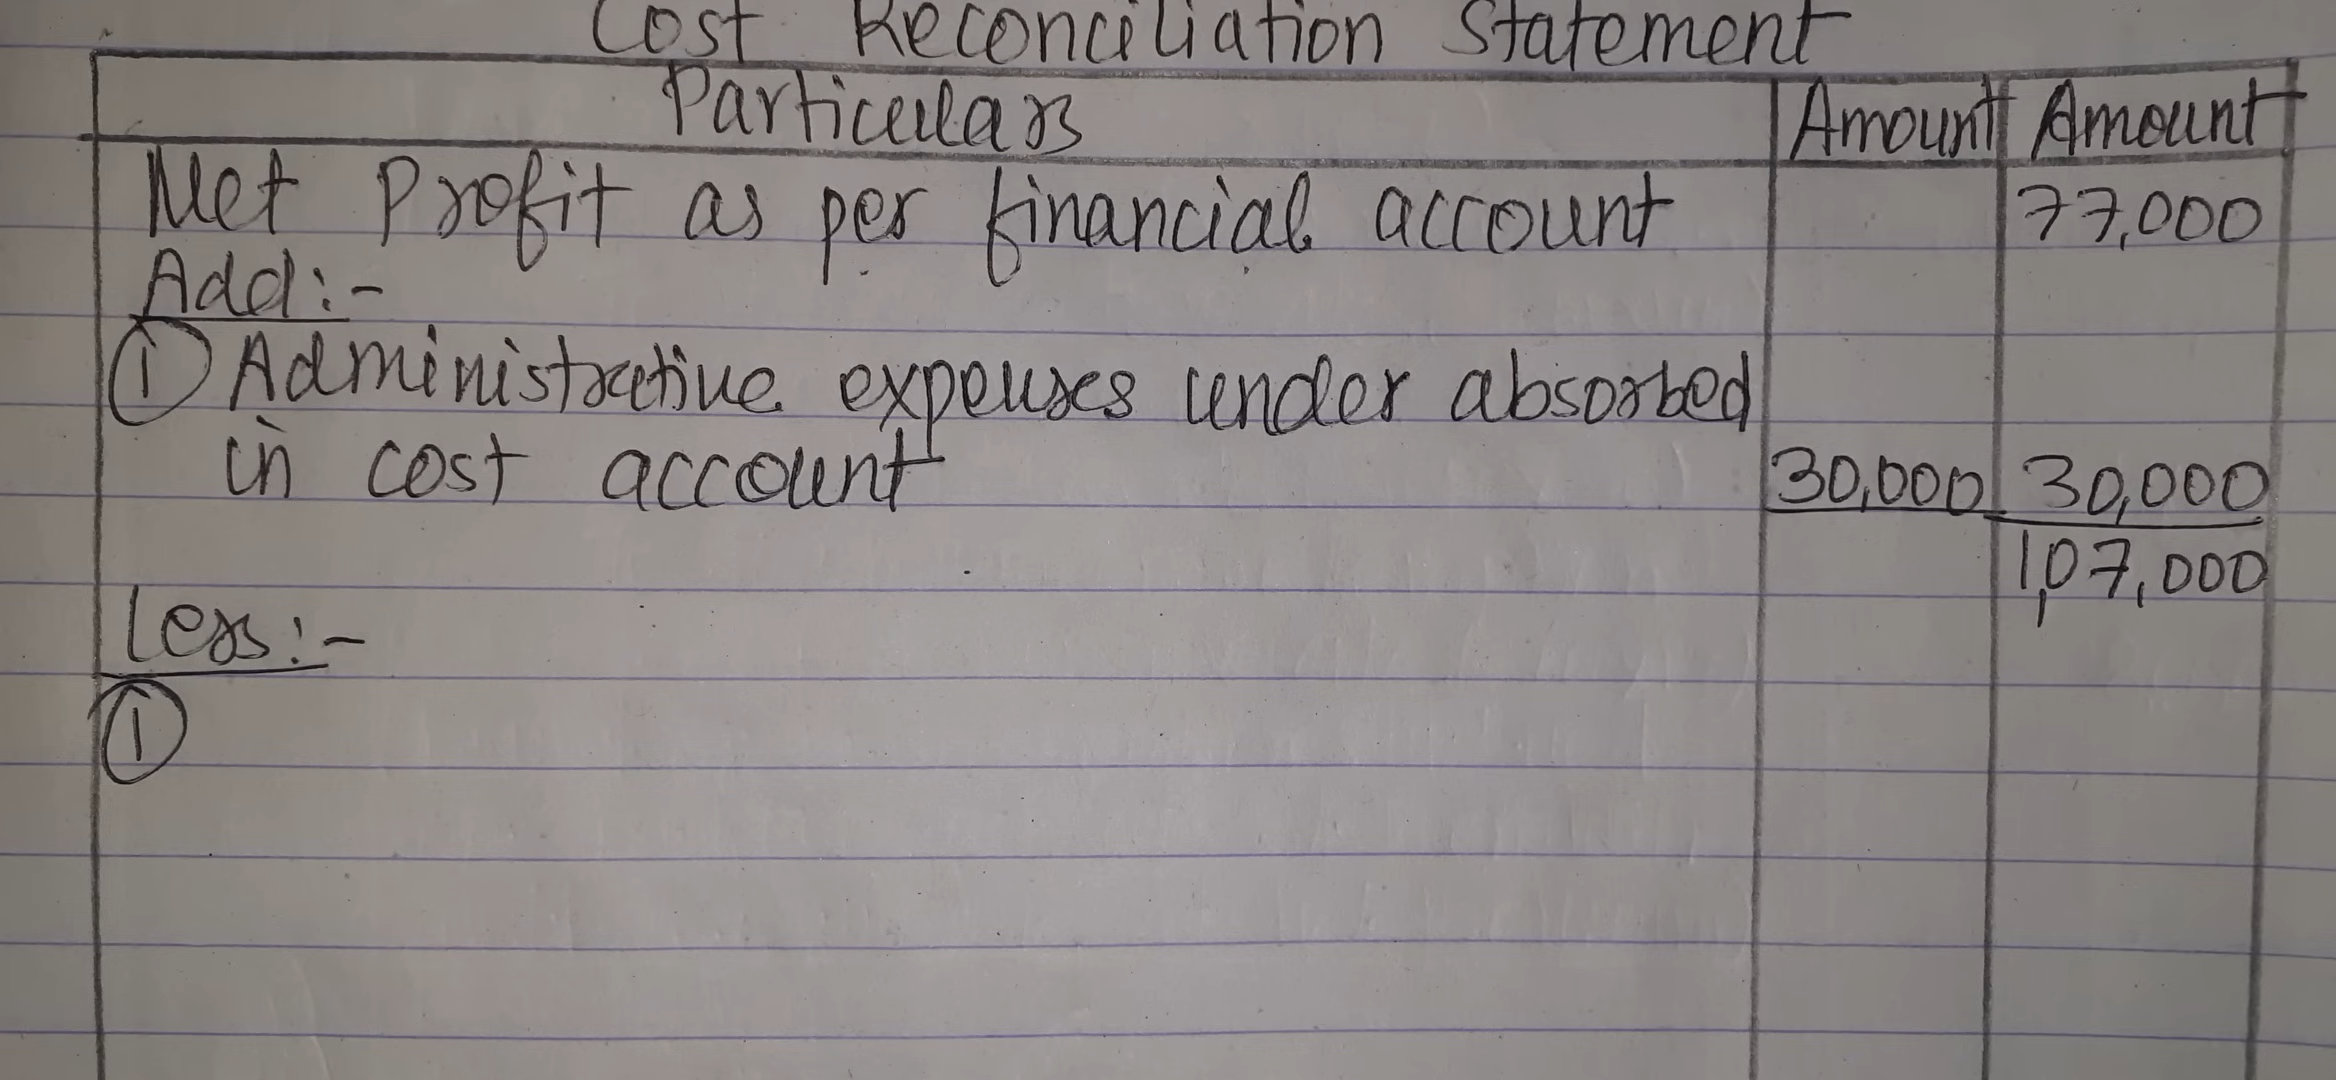 Cost Reconciliation Statement
Particulars Amount Amount
Net Profit as per financial account 77,000
Add:-
① Administrative expenses under absorbed
in cost account 30,000 30,000
1,07,000
Less:-
①